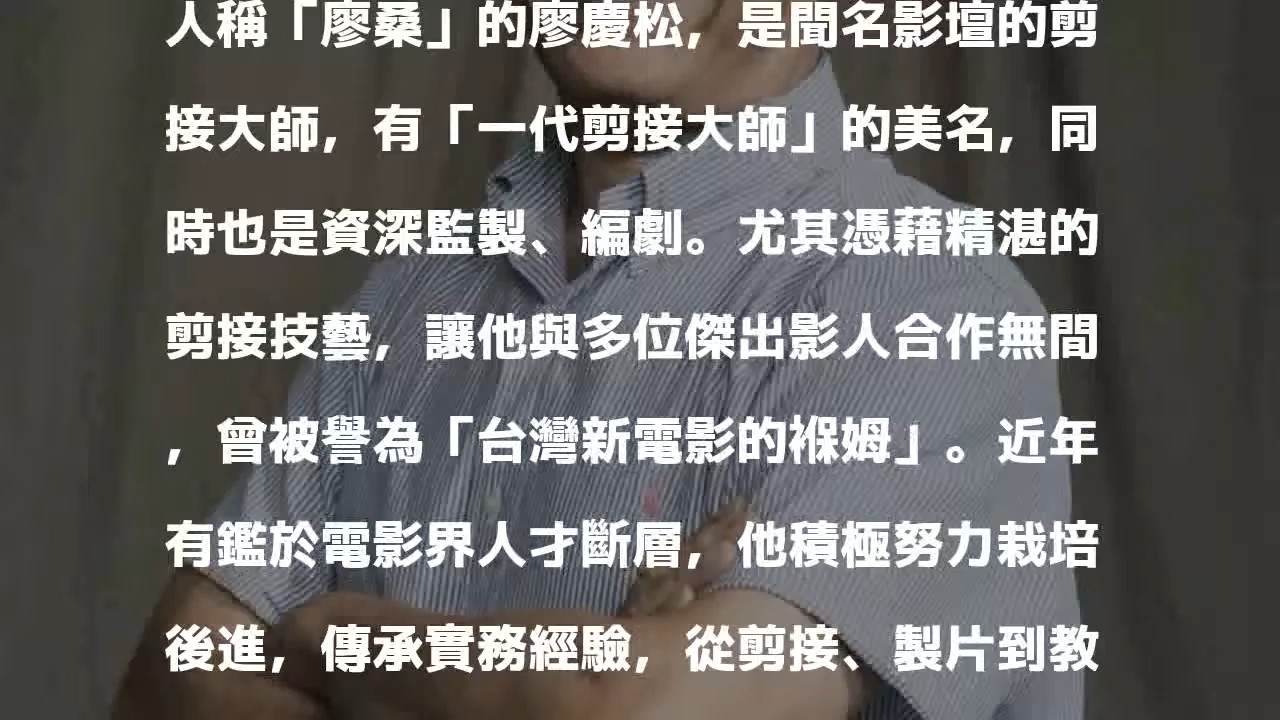 人稱「廖桑」的廖慶松，是聞名影壇的剪
接大師，有「一代剪接大師」的美名，同
時也是資深監製、編劇。尤其憑藉精湛的
剪接技藝，讓他與多位傑出影人合作無間
，曾被譽為「台灣新電影的褓姆」。近年
有鑑於電影界人才斷層，他積極努力栽培
後進，傳承實務經驗，從剪接、製片到教